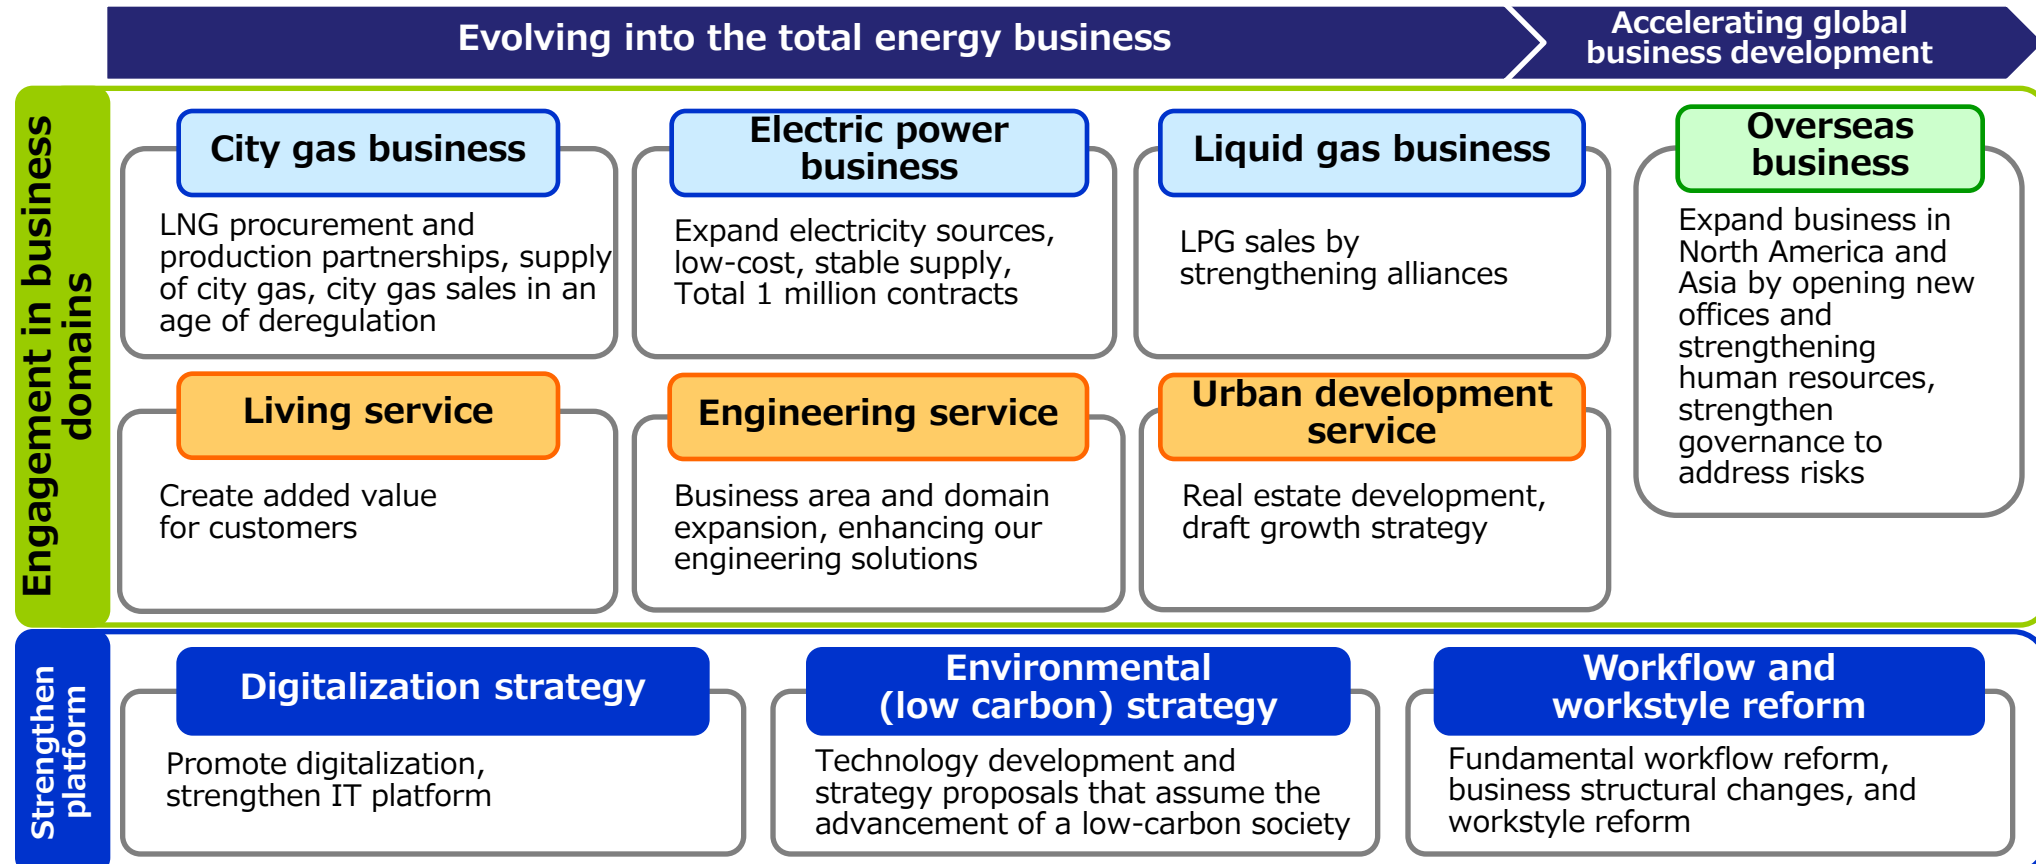 Evolving into the total energy business
Accelerating global
business development
Engagement in business
domains
City gas business
LNG procurement and
production partnerships, supply
of city gas, city gas sales in an
age of deregulation
Electric power
business
Expand electricity sources,
low-cost, stable supply,
Total 1 million contracts
Liquid gas business
LPG sales by
strengthening alliances
Overseas
business
Expand business in
North America and
Asia by opening new
offices and
strengthening
human resources,
strengthen
governance to
address risks
Living service
Create added value
for customers
Engineering service
Business area and domain
expansion, enhancing our
engineering solutions
Urban development
service
Real estate development,
draft growth strategy
Strengthen
platform
Digitalization strategy
Promote digitalization,
strengthen IT platform
Environmental
(low carbon) strategy
Technology development and
strategy proposals that assume the
advancement of a low-carbon society
Workflow and
workstyle reform
Fundamental workflow reform,
business structural changes, and
workstyle reform